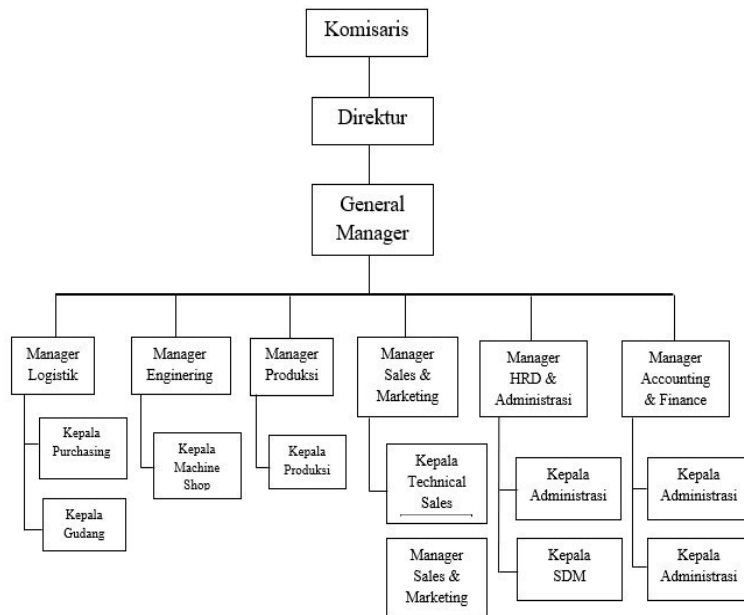 Komisaris
Direktur
General
Manager
Manager
Logistik
Manager
Enginering
Manager
Produksi
Manager
Sales &
Marketing
Manager
HRD &
Administrasi
Manager
Accounting
& Finance
Kepala
Purchasing
Kepala
Machine
Shop
Kepala
Produksi
Kepala
Technical
Sales
Kepala
Administrasi
Kepala
Administrasi
Kepala
Gudang
Manager
Sales &
Marketing
Kepala
SDM
Kepala
Administrasi